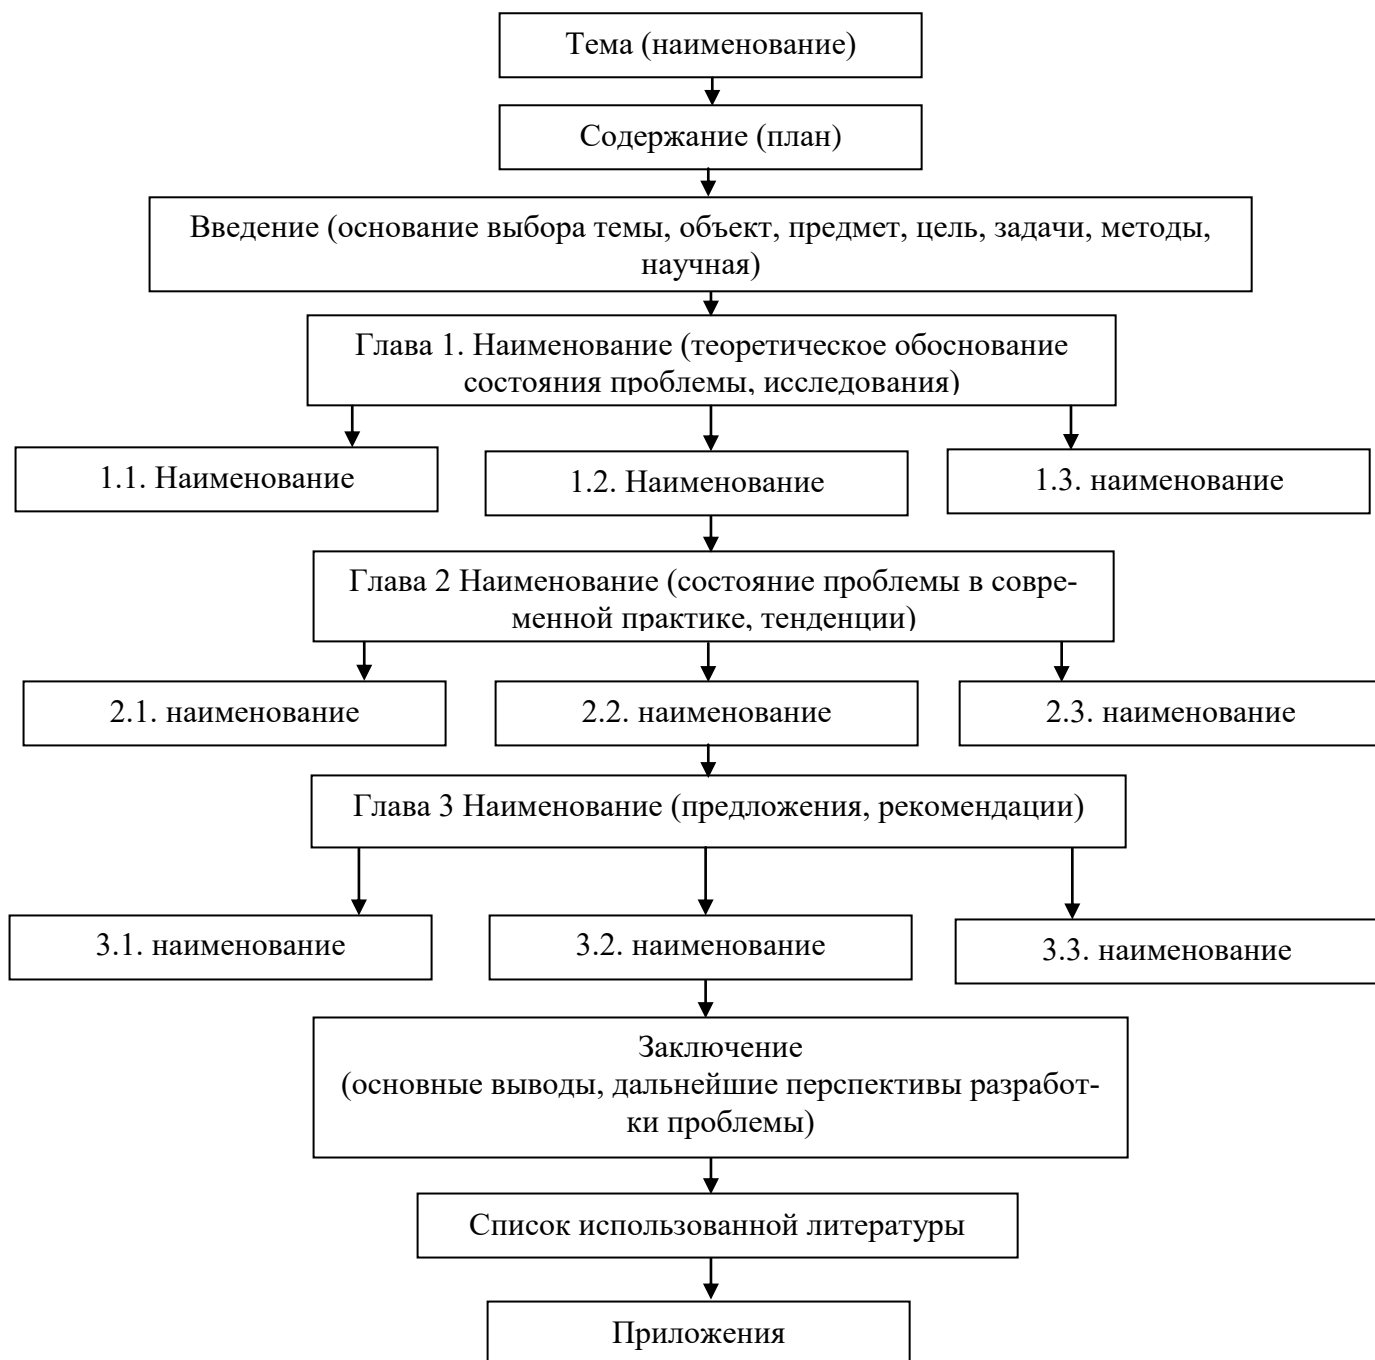 Тема (наименование)
Содержание (план)
Введение (основание выбора темы, объект, предмет, цель, задачи, методы,
научная)
Глава 1. Наименование (теоретическое обоснование
состояния проблемы, исследования)
1.1. Наименование
1.2. Наименование
1.3. наименование
Глава 2 Наименование (состояние проблемы в совре-
менной практике, тенденции)
2.1. наименование
2.2. наименование
2.3. наименование
Глава 3 Наименование (предложения, рекомендации)
3.1. наименование
3.2. наименование
3.3. наименование
Заключение
(основные выводы, дальнейшие перспективы разработ-
ки проблемы)
Список использованной литературы
Приложения